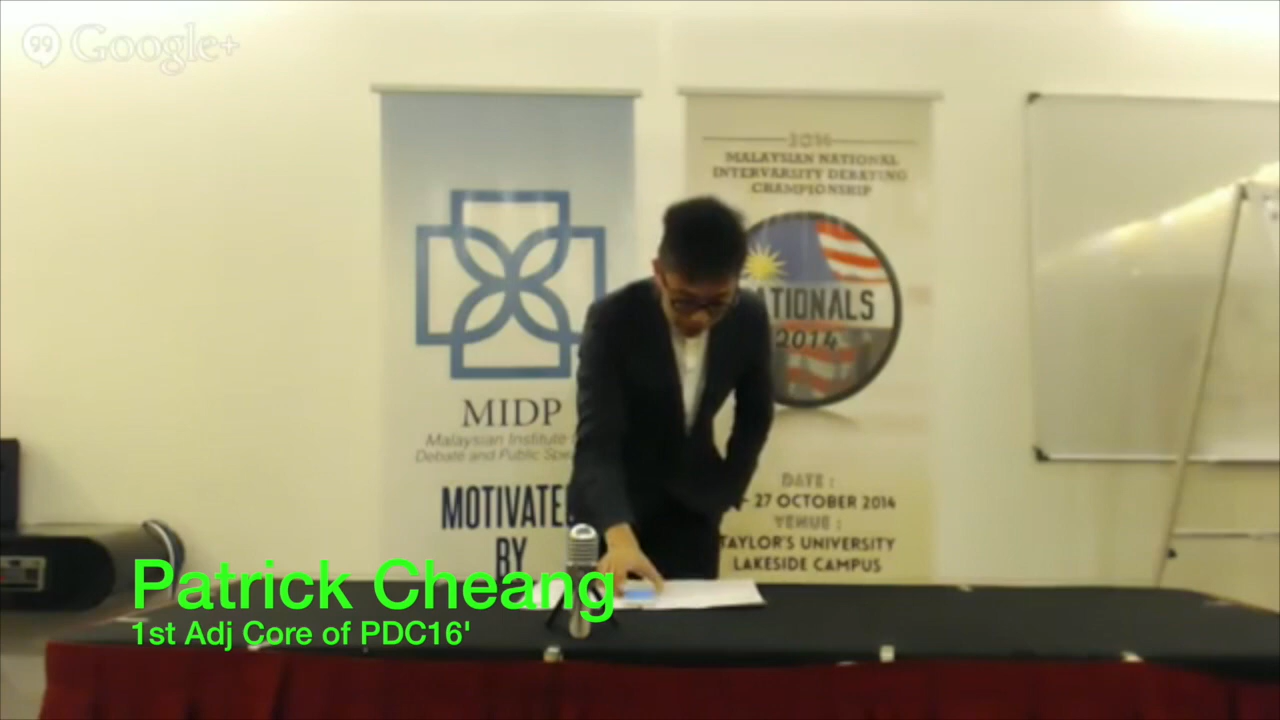 Google+
2014
MALAYSIAN NATIONAL
INTERVARSITY DEBATING
CHAMPIONSHIP
ATIONALS
2014
MIDP
Malaysian Institute
Debate and Public Spe
MOTIVATE
BY
DATE :
- 27 OCTOBER 2014
VENUE :
TAYLOR'S UNIVERSITY
LAKESIDE CAMPUS
Patrick Cheang
1st Adj Core of PDC16'